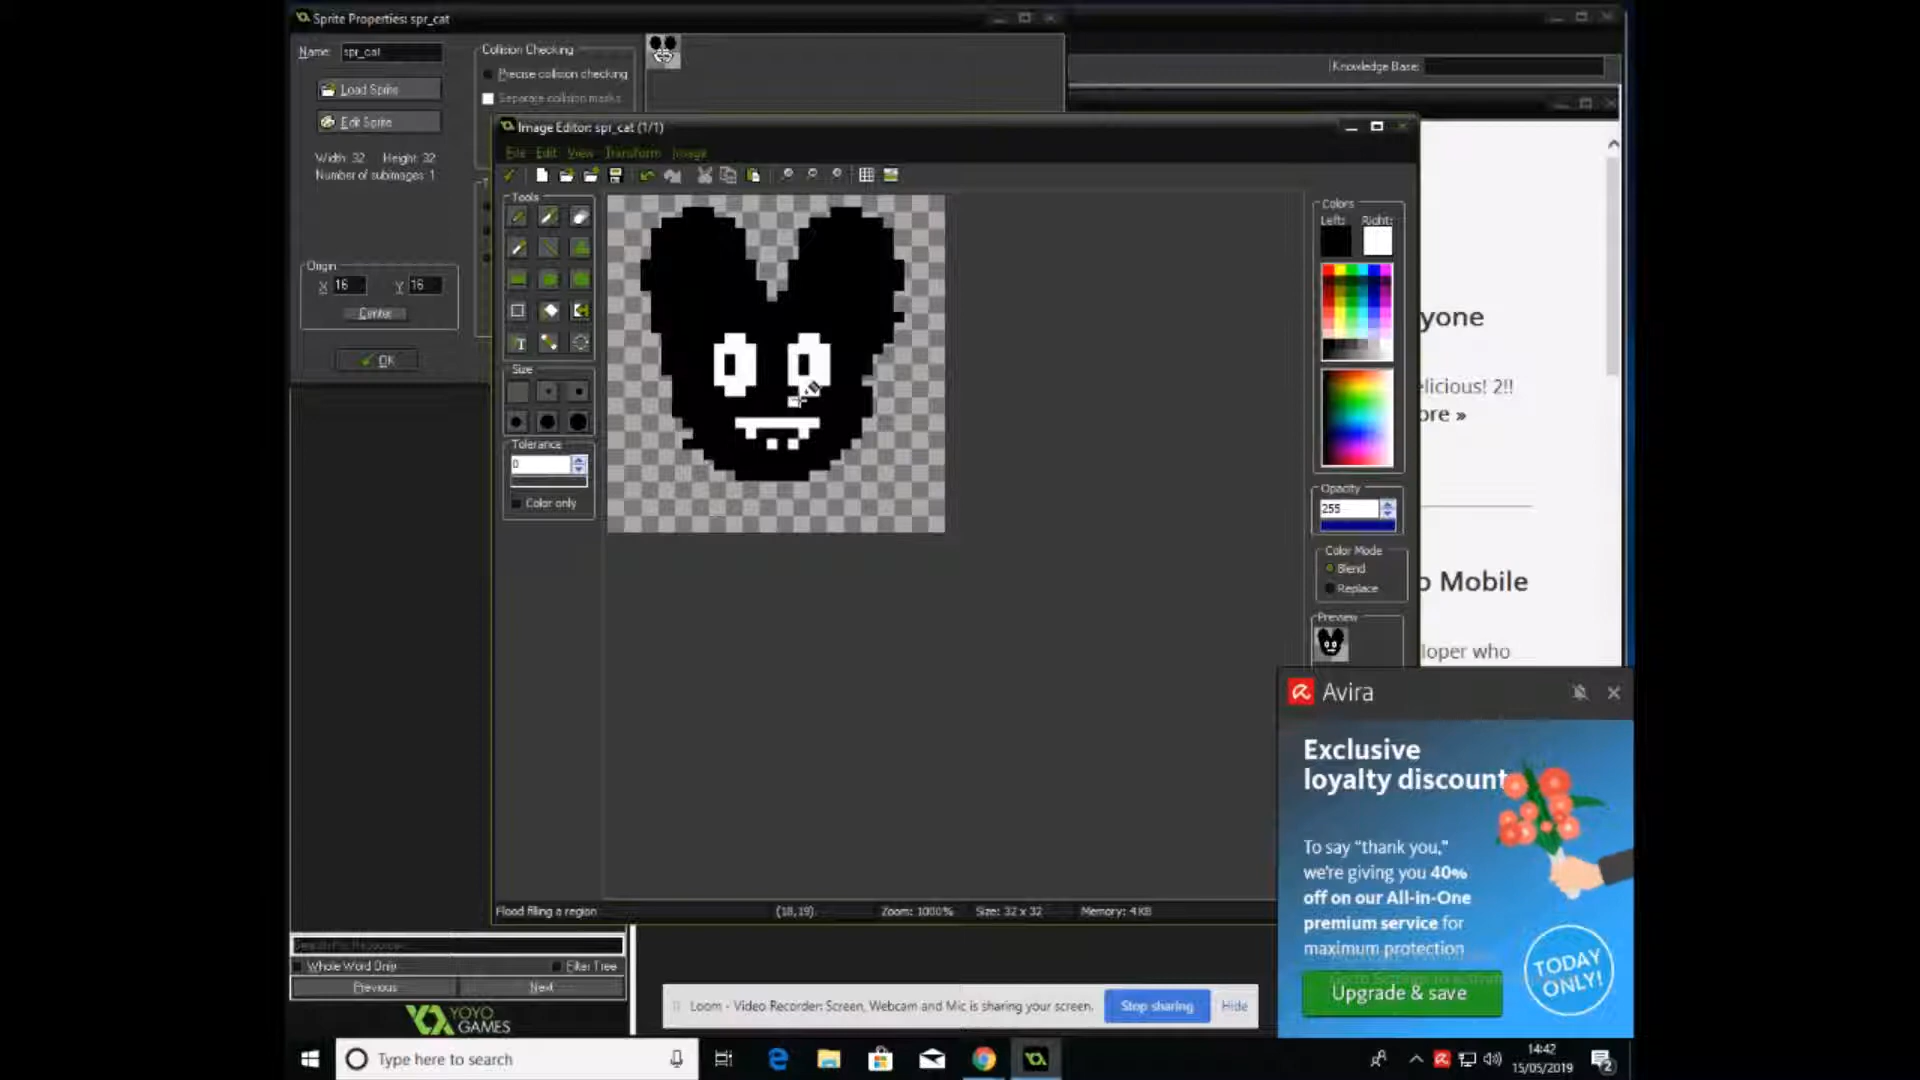 Sprite Properties: spr_cat
Name: spr_cat
Load Sprite
Edit Sprite
Width: 32 Height: 32
Number of subimages: 1
Origin
X 16 Y 16
Center
OK
Collision Checking
Precise collision checking
Separate collision masks
Knowledge Base:
Image Editor: spr_cat (1/1)
File Edit View Transform Image
Tools
T
Size
Tolerance
0
Color only
Colors
Left: Right:
Opacity
255
Color Mode
Blend
Replace
Preview
yone
elicious! 2!!
ore »
o Mobile
loper who
Flood filling a region (18,19) Zoom: 1000% Size: 32 x 32 Memory: 4 KB
Whole Word Only Filter Tree
Previous Next
YOYO
GAMES
Loom - Video Recorder: Screen, Webcam and Mic is sharing your screen. Stop sharing Hide
Avira
Exclusive
loyalty discount
To say "thank you,"
we're giving you 40%
off on our All-in-One
premium service for
maximum protection
TODAY
ONLY!
Upgrade & save
Type here to search
14:42
15/05/2019
2